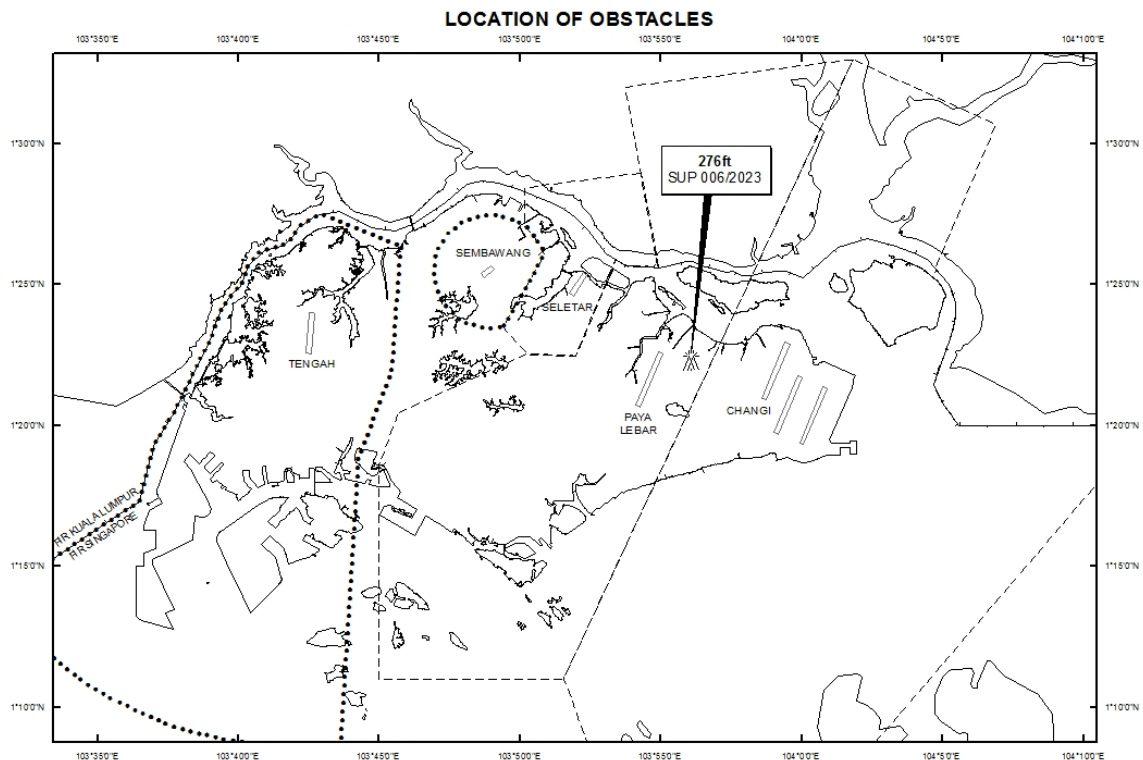 LOCATION OF OBSTACLES
103°35'0"E
103°40'0"E
103°45'0"E
103°50'0"E
103°55'0"E
104°0'0"E
104°5'0"E
104°10'0"E
1°30'0"N
1°30'0"N
276ft
SUP 006/2023
SEMBAWANG
1°25'0"N
1°25'0"N
SELETAR
TENGAH
PAYA
LEBAR
CHANGI
1°20'0"N
1°20'0"N
FIR KUALA LUMPUR
FIR SINGAPORE
1°15'0"N
1°15'0"N
1°10'0"N
1°10'0"N
103°35'0"E
103°40'0"E
103°45'0"E
103°50'0"E
103°55'0"E
104°0'0"E
104°5'0"E
104°10'0"E